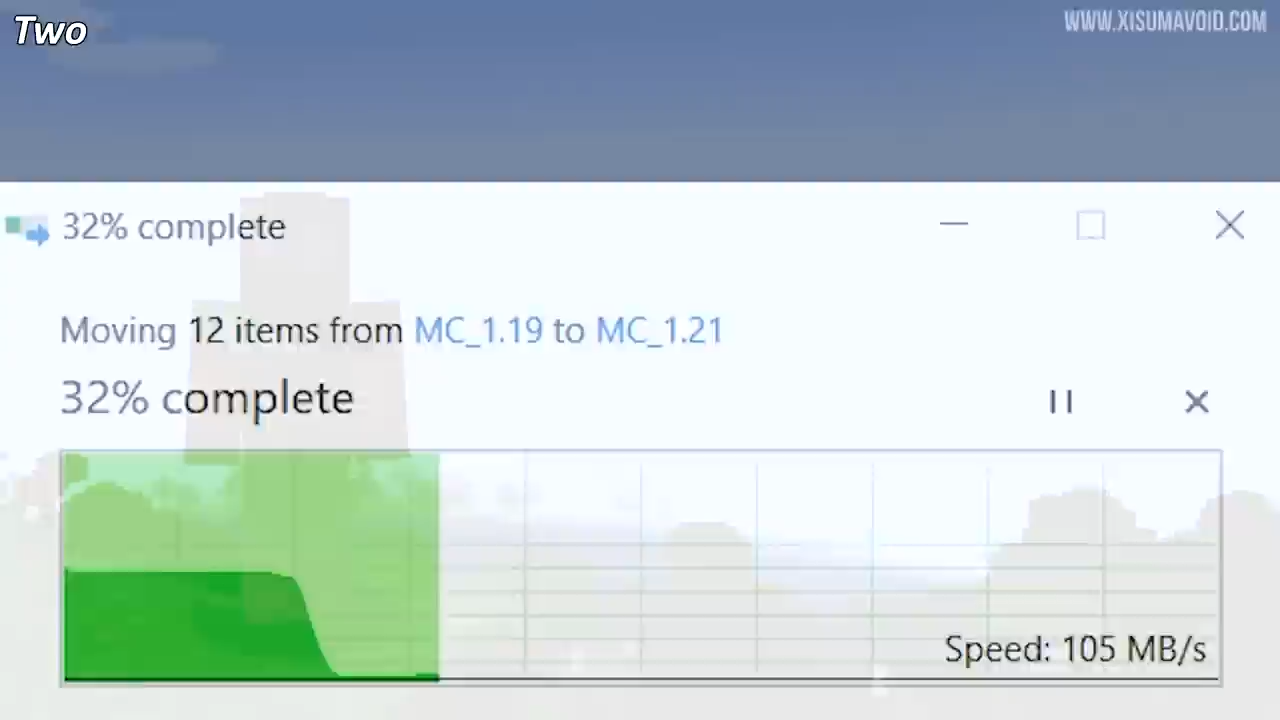 Two
WWW.XISUMAVOID.COM
32% complete
Moving 12 items from MC_1.19 to MC_1.21
32% complete
Speed: 105 MB/s